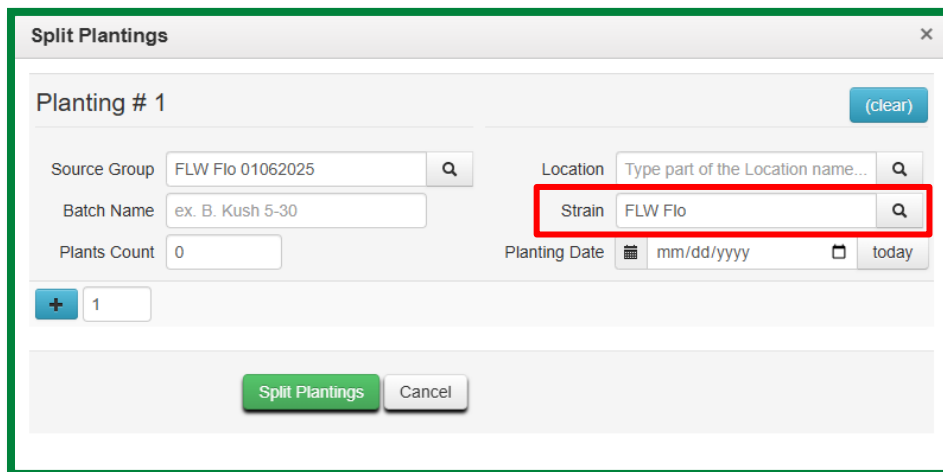 Split Plantings ×
Planting # 1 (clear)
Source Group FLW Flo 01062025 Location Type part of the Location name...
Batch Name ex. B. Kush 5-30 Strain FLW Flo
Plants Count 0 Planting Date mm/dd/yyyy today
+ 1
Split Plantings Cancel